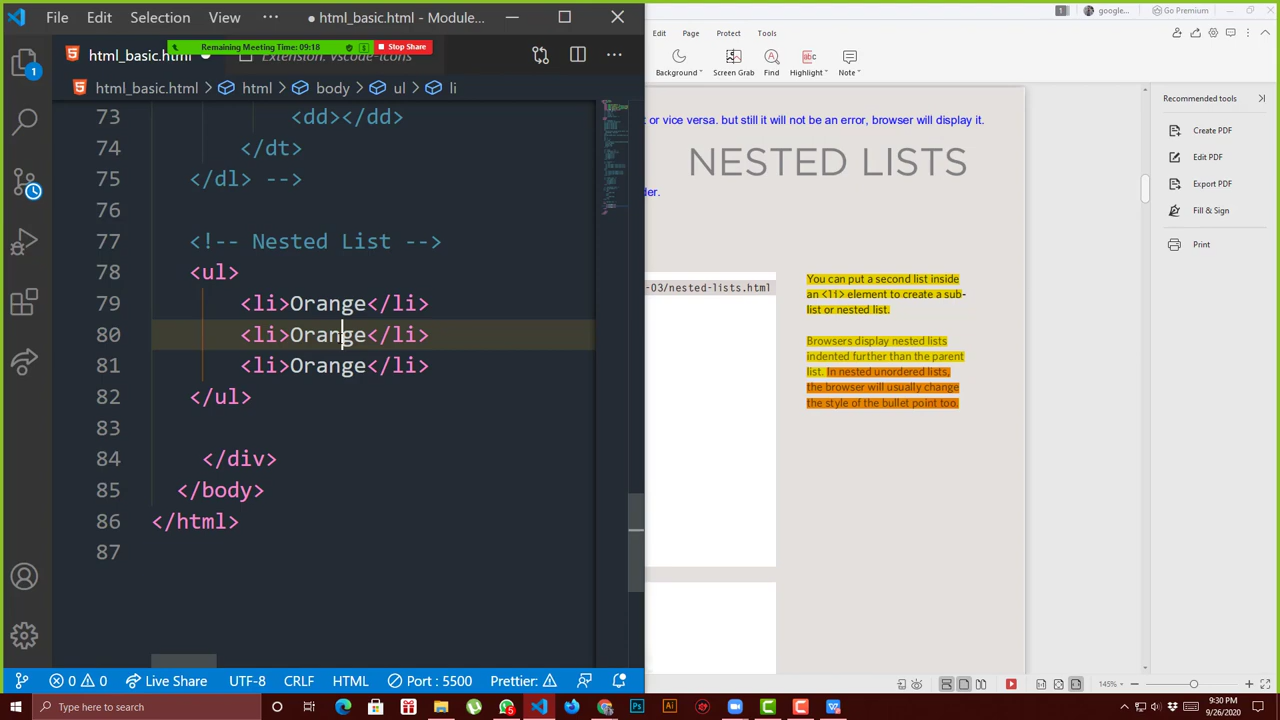 File Edit Selection View ··· ● html_basic.html - Module...
Remaining Meeting Time: 09:18 Stop Share
html_basic.html ● Extension: vscode-icons ···
html_basic.html > html > body > ul > li
73 <dd></dd>
74 </dt>
75 </dl> -->
76
77 <!-- Nested List -->
78 <ul>
79 <li>Orange</li>
80 <li>Orange</li>
81 <li>Orange</li>
82 </ul>
83
84 </div>
85 </body>
86 </html>
87
1
0 0 Live Share UTF-8 CRLF HTML Port : 5500 Prettier:
1 google... Go Premium
Edit Page Protect Tools
Background Screen Grab Find Highlight Note
abc
t or vice versa. but still it will not be an error, browser will display it.
NESTED LISTS
der.
-03/nested-lists.html
You can put a second list inside
an <li> element to create a sub-
list or nested list.
Browsers display nested lists
indented further than the parent
list. In nested unordered lists,
the browser will usually change
the style of the bullet point too.
Recommended tools
Create PDF
Edit PDF
Export PDF
Fill & Sign
Print
145%
Type here to search
5
Ps
Ai
9:30 PM
9/26/2020